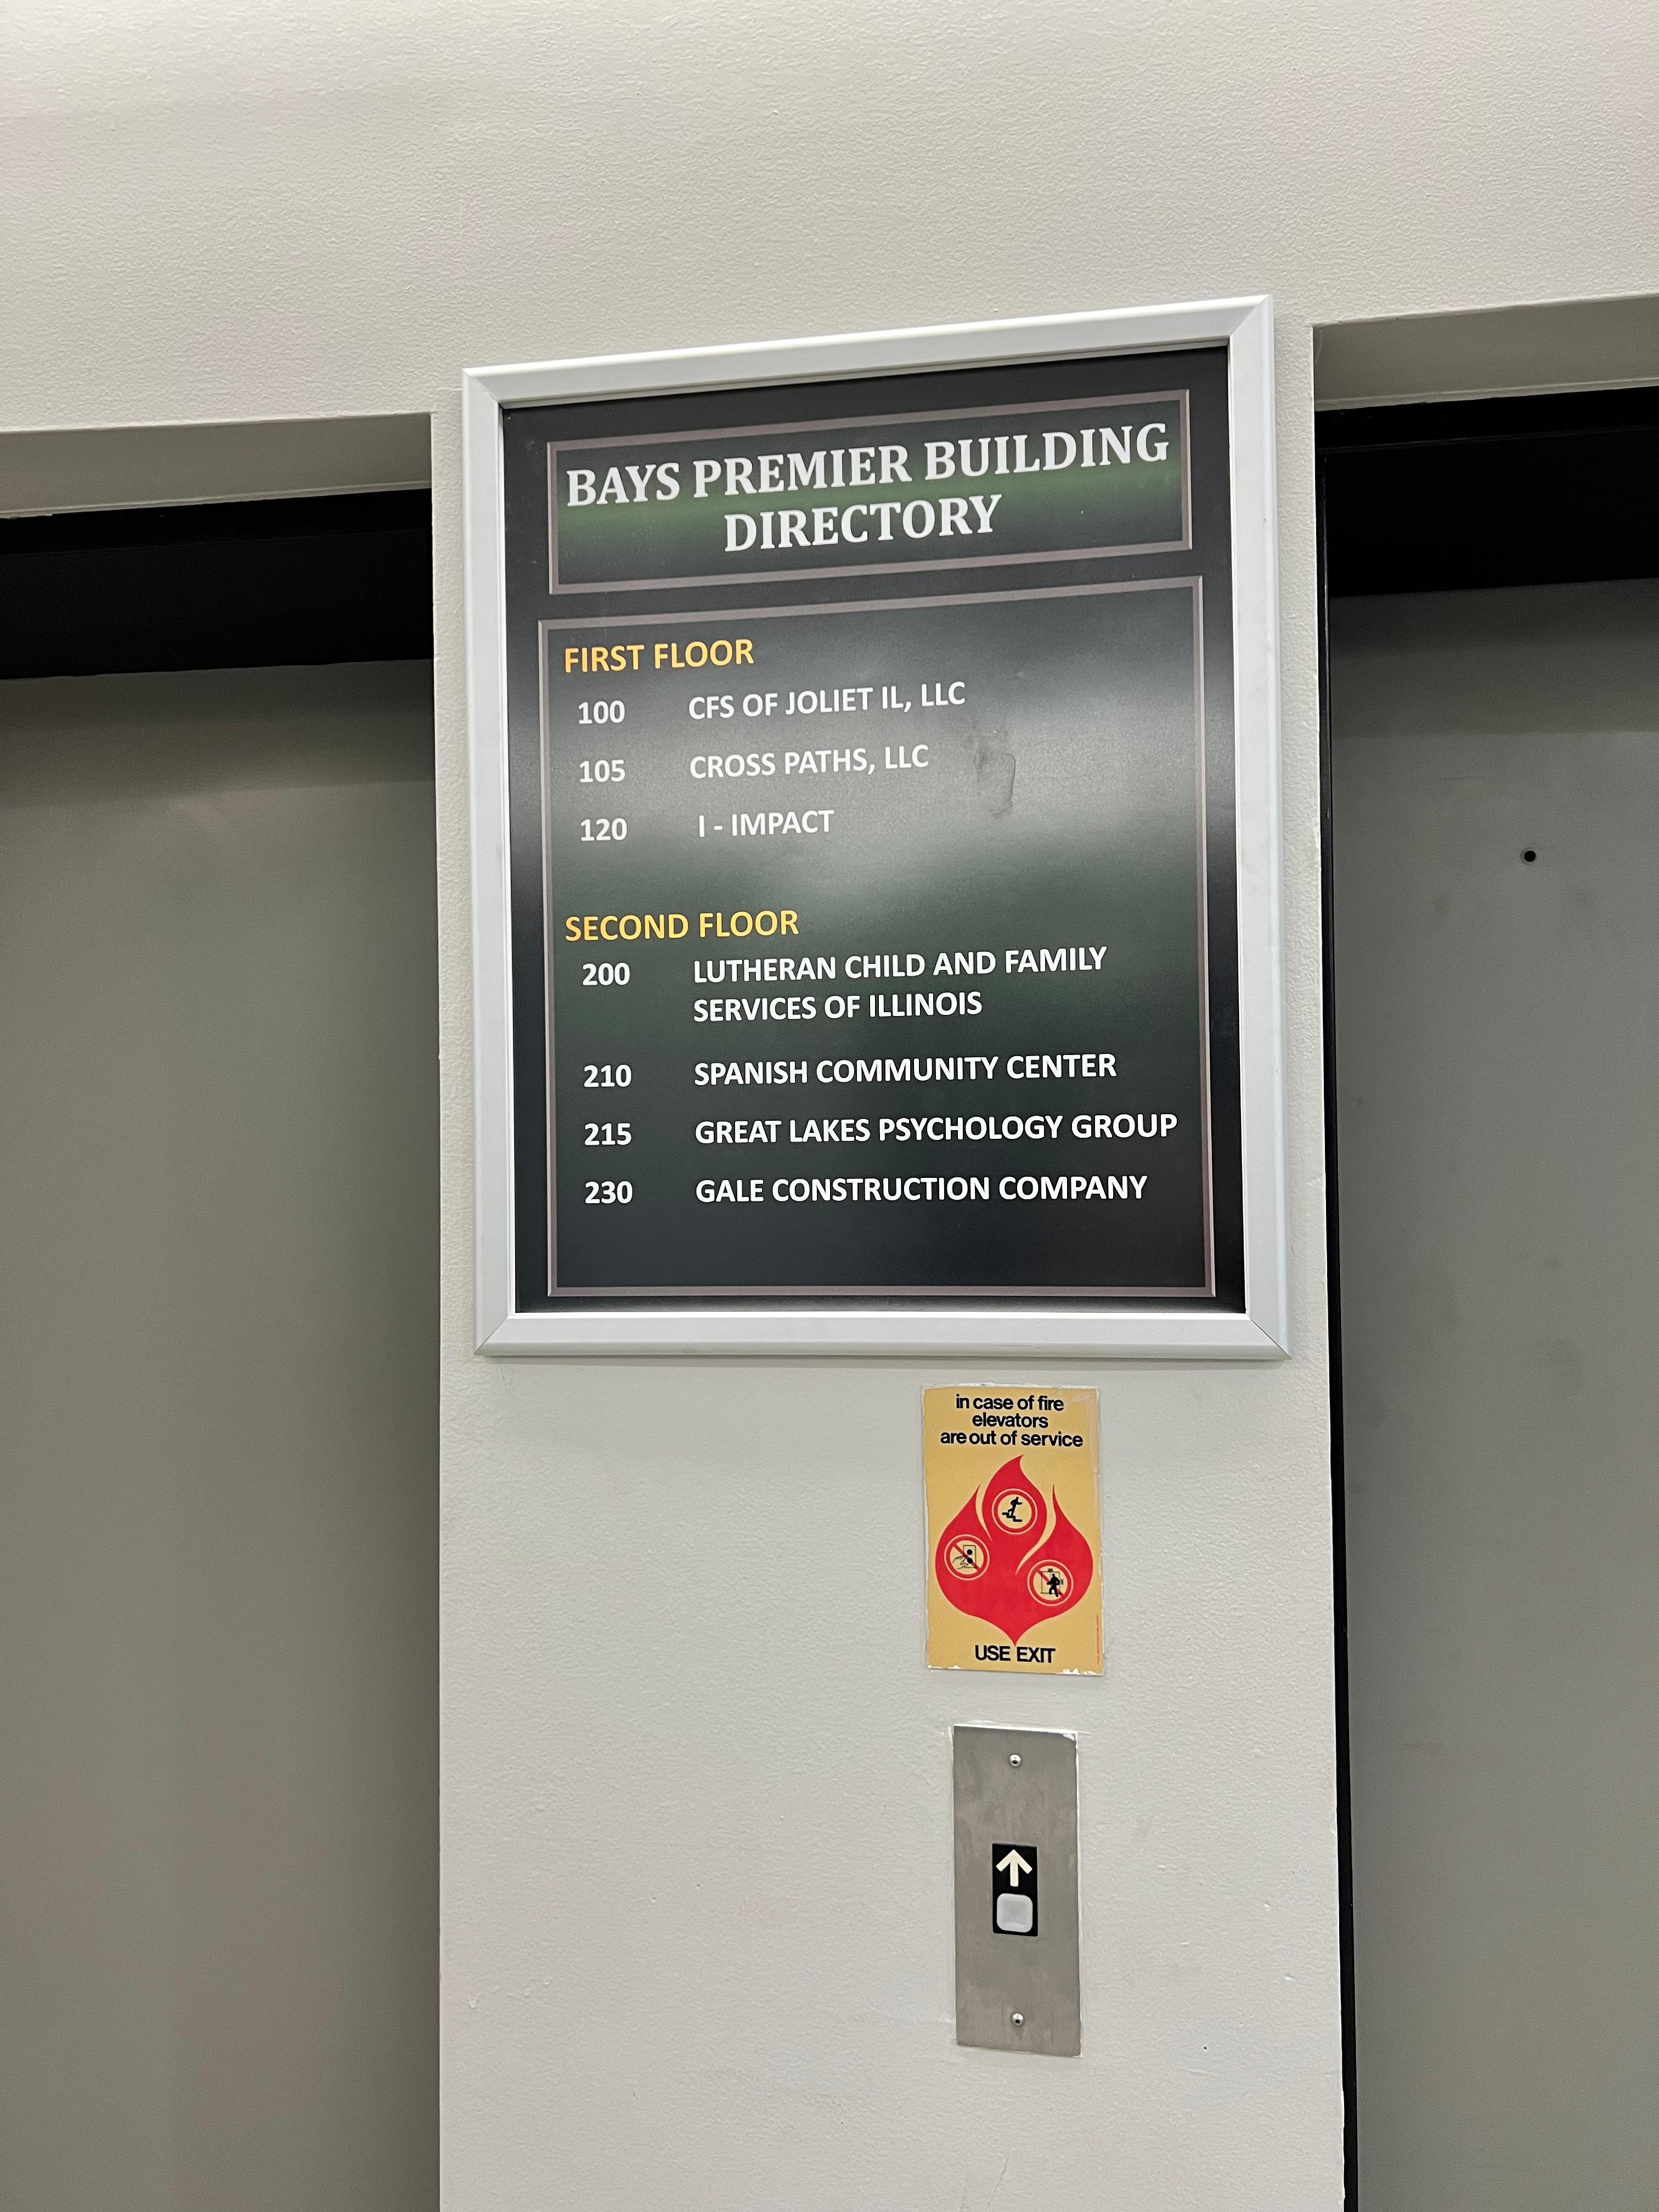 BAYS PREMIER BUILDING
DIRECTORY
FIRST FLOOR
100 CFS OF JOLIET IL, LLC
105 CROSS PATHS, LLC
120 I - IMPACT
SECOND FLOOR
200 LUTHERAN CHILD AND FAMILY
SERVICES OF ILLINOIS
210 SPANISH COMMUNITY CENTER
215 GREAT LAKES PSYCHOLOGY GROUP
230 GALE CONSTRUCTION COMPANY
in case of fire
elevators
are out of service
USE EXIT